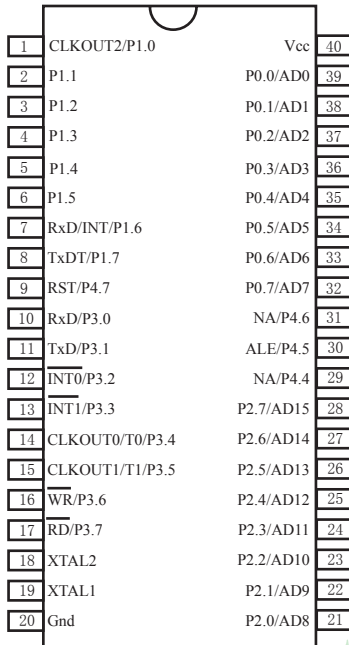 1 CLKOUT2/P1.0 Vcc 40
2 P1.1 P0.0/AD0 39
3 P1.2 P0.1/AD1 38
4 P1.3 P0.2/AD2 37
5 P1.4 P0.3/AD3 36
6 P1.5 P0.4/AD4 35
7 RxD/INT/P1.6 P0.5/AD5 34
8 TxDT/P1.7 P0.6/AD6 33
9 RST/P4.7 P0.7/AD7 32
10 RxD/P3.0 NA/P4.6 31
11 TxD/P3.1 ALE/P4.5 30
12 INT0/P3.2 NA/P4.4 29
13 INT1/P3.3 P2.7/AD15 28
14 CLKOUT0/T0/P3.4 P2.6/AD14 27
15 CLKOUT1/T1/P3.5 P2.5/AD13 26
16 WR/P3.6 P2.4/AD12 25
17 RD/P3.7 P2.3/AD11 24
18 XTAL2 P2.2/AD10 23
19 XTAL1 P2.1/AD9 22
20 Gnd P2.0/AD8 21